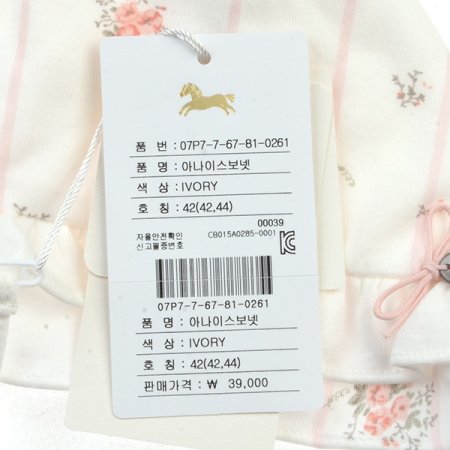 품 번 : 07P7-7-67-81-0261
품 명 : 아나이스보넷
색 상 : IVORY
호 칭 : 42(42,44)
00039
자율안전확인
신고필증번호 CB015A0285-0001
07P7-7-67-81-0261
품 명 : 아나이스보넷
색 상 : IVORY
호 칭 : 42(42,44)
판매가격 : ₩ 39,000